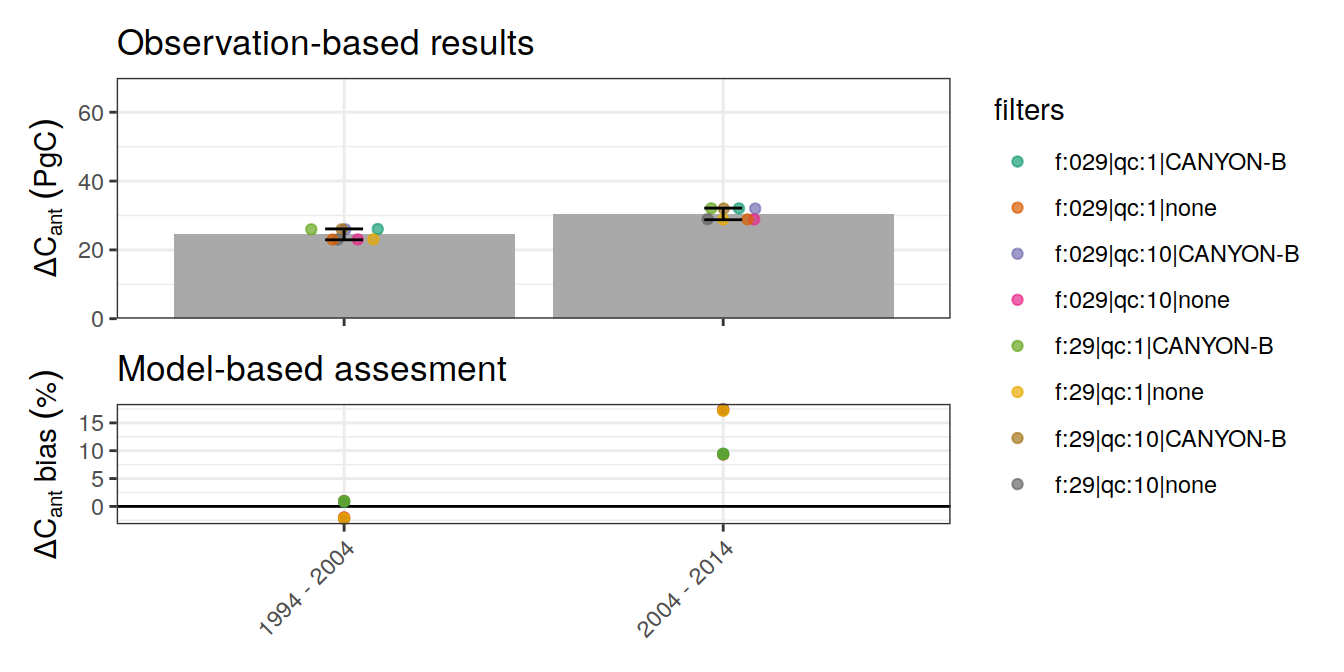 Observation-based results
ΔCant (PgC)
60
40
20
0
Model-based assesment
ΔCant bias (%)
15
10
5
0
1994 - 2004
2004 - 2014
filters
f:029|qc:1|CANYON-B
f:029|qc:1|none
f:029|qc:10|CANYON-B
f:029|qc:10|none
f:29|qc:1|CANYON-B
f:29|qc:1|none
f:29|qc:10|CANYON-B
f:29|qc:10|none